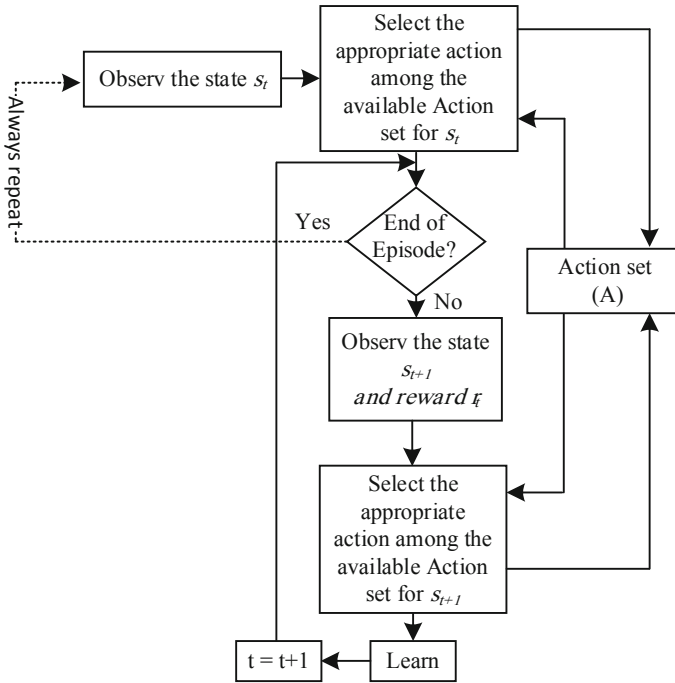 Select the
appropriate action
among the
available Action
set for s_t
Observ the state s_t
Always repeat
Yes
End of
Episode?
Action set
(A)
No
Observ the state
s_{t+1}
and reward r_t
Select the
appropriate
action among the
available Action
set for s_{t+1}
t = t+1
Learn